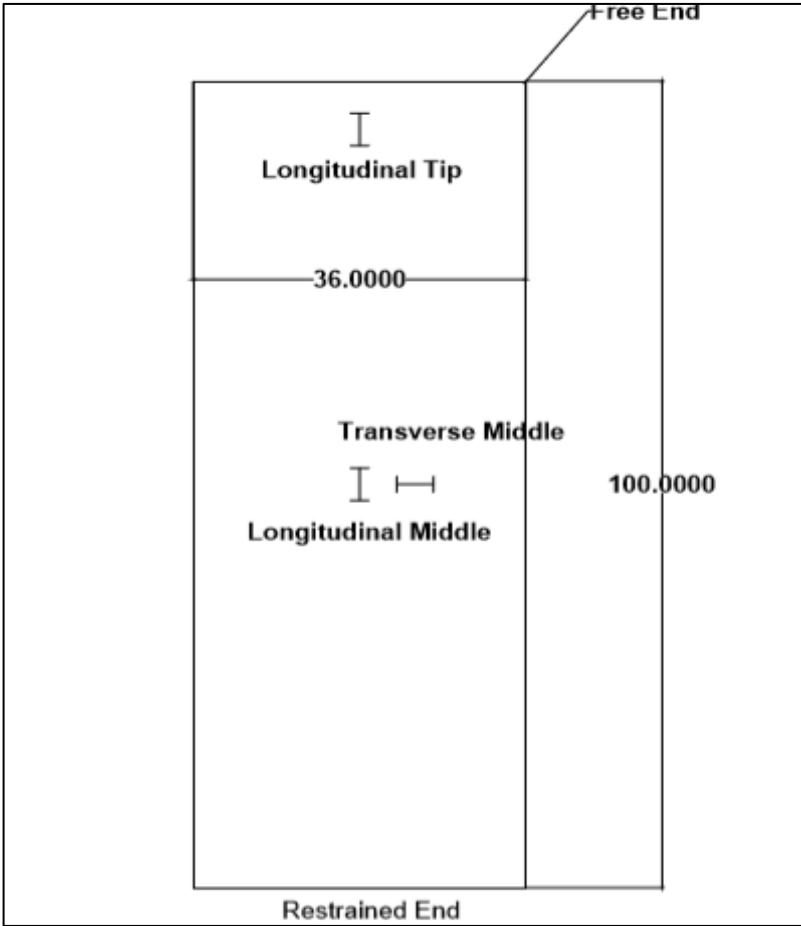 Free End
Longitudinal Tip
36.0000
Transverse Middle
100.0000
Longitudinal Middle
Restrained End